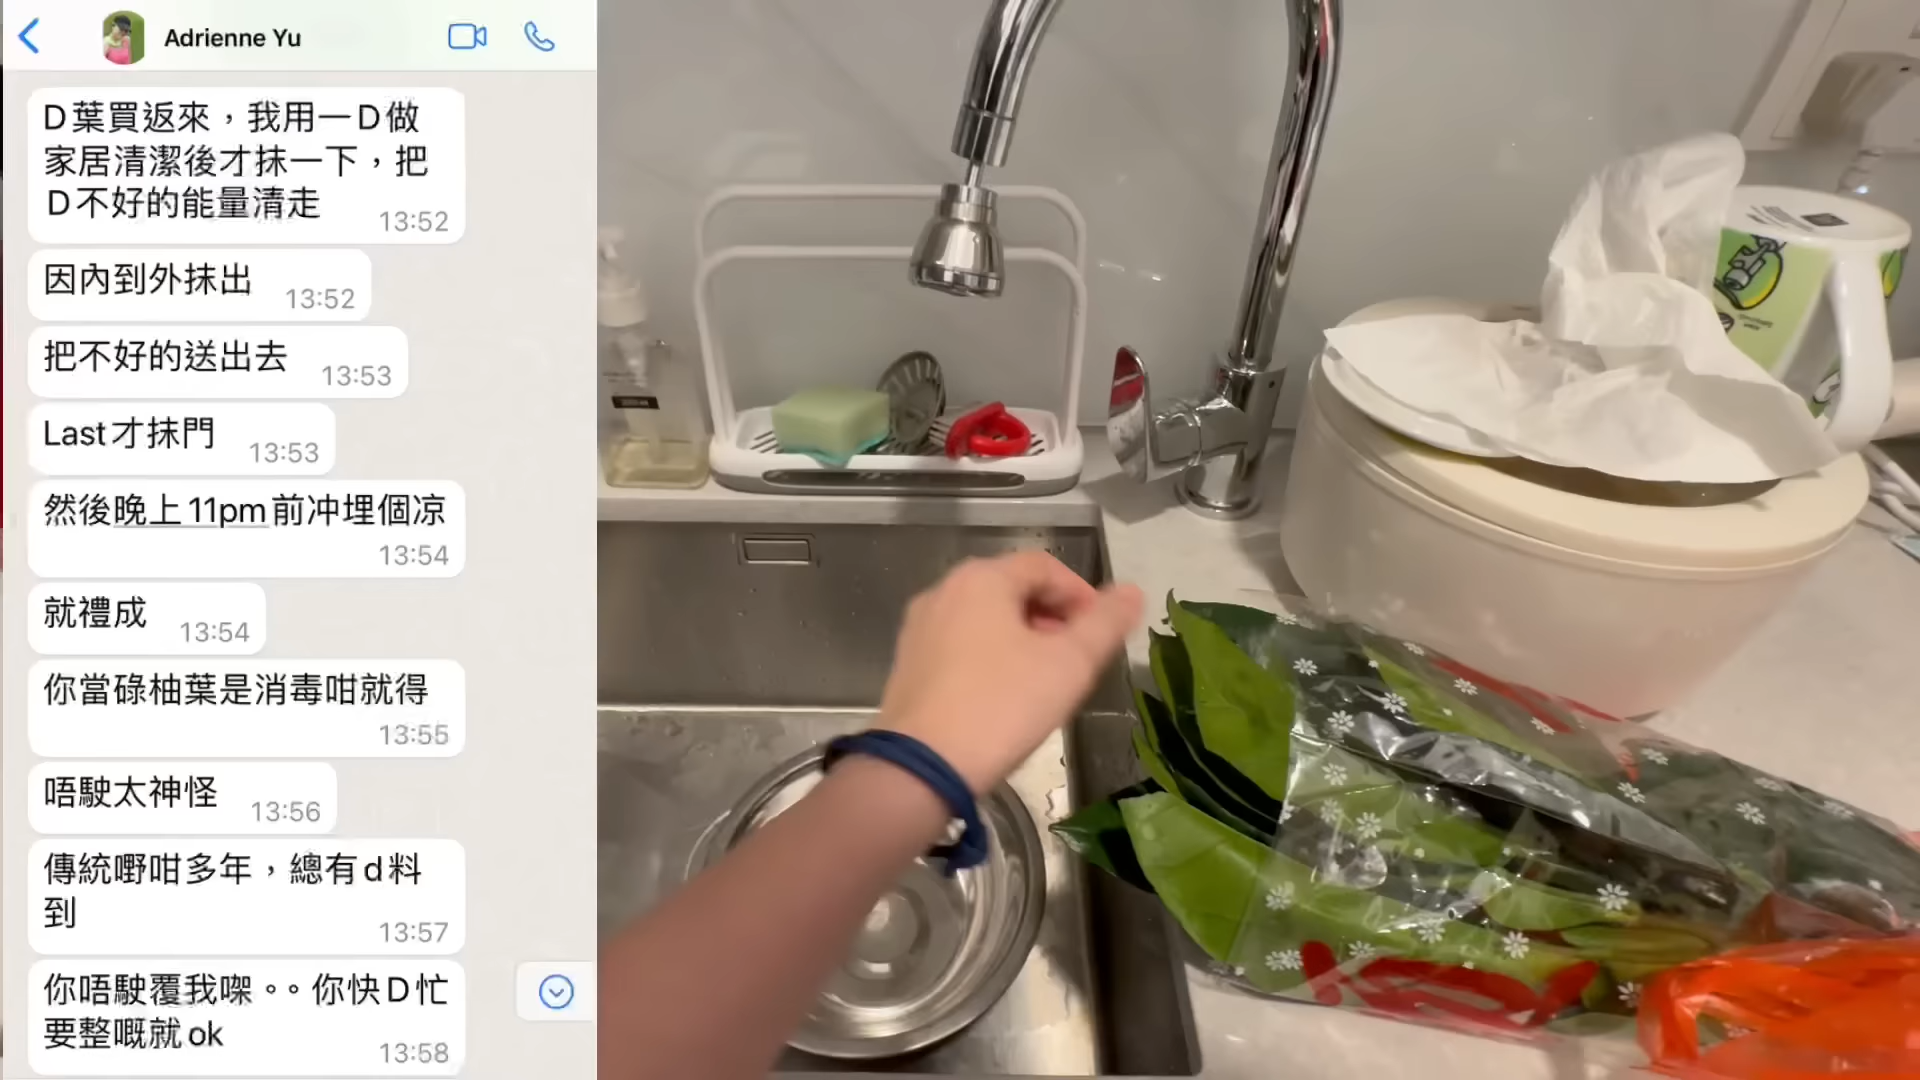 Adrienne Yu
D葉買返來，我用一D做
家居清潔後才抹一下，把
D不好的能量清走
13:52
因內到外抹出
13:52
把不好的送出去
13:53
Last才抹門
13:53
然後晚上11pm前冲埋個凉
13:54
就禮成
13:54
你當碌柚葉是消毒咁就得
13:55
唔駛太神怪
13:56
傳統嘢咁多年，總有d料
到
13:57
你唔駛覆我㗎。。你快D忙
要整嘅就ok
13:58